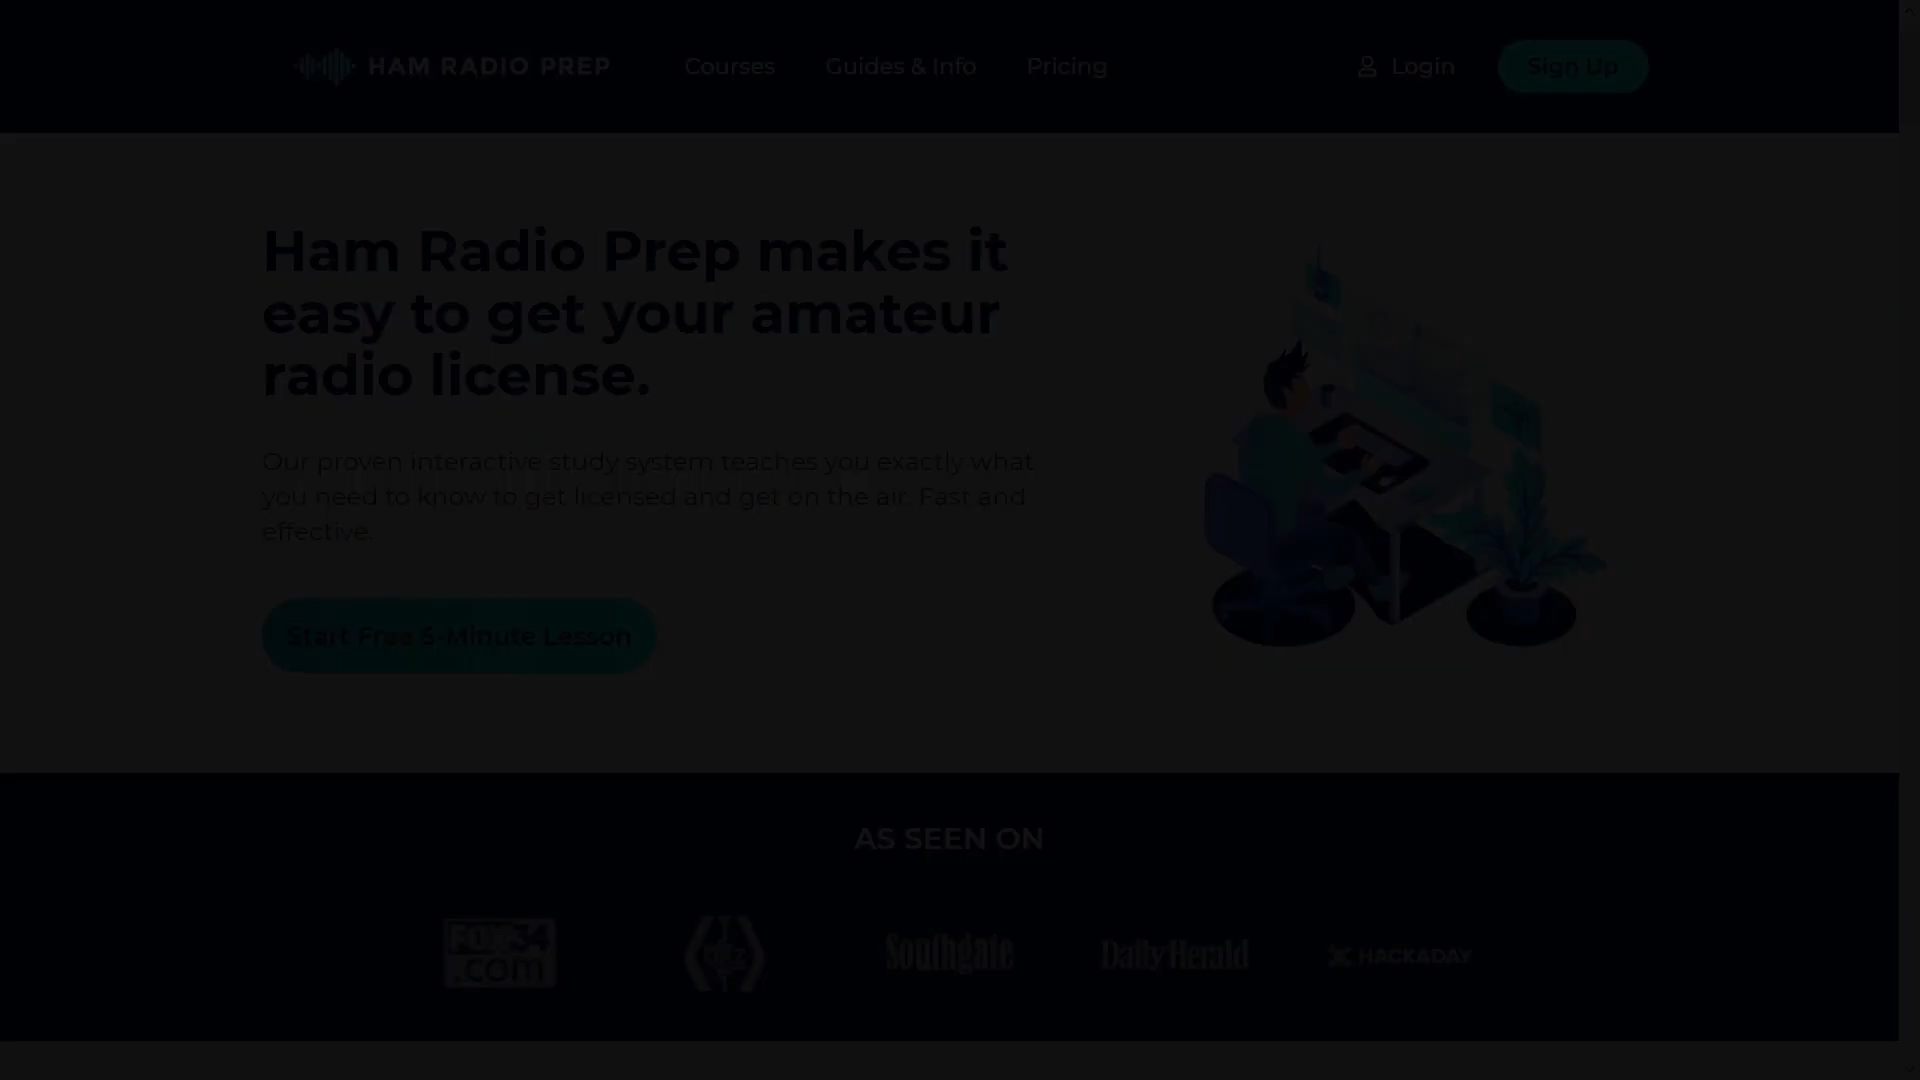 HAM RADIO PREP
Courses
Guides & Info
Pricing
Login
Sign Up
Ham Radio Prep makes it
easy to get your amateur
radio license.
Our proven interactive study system teaches you exactly what
you need to know to get licensed and get on the air. Fast and
effective.
Start Free 5-Minute Lesson
AS SEEN ON
FOX34
.com
Southgate
Daily Herald
HACKADAY